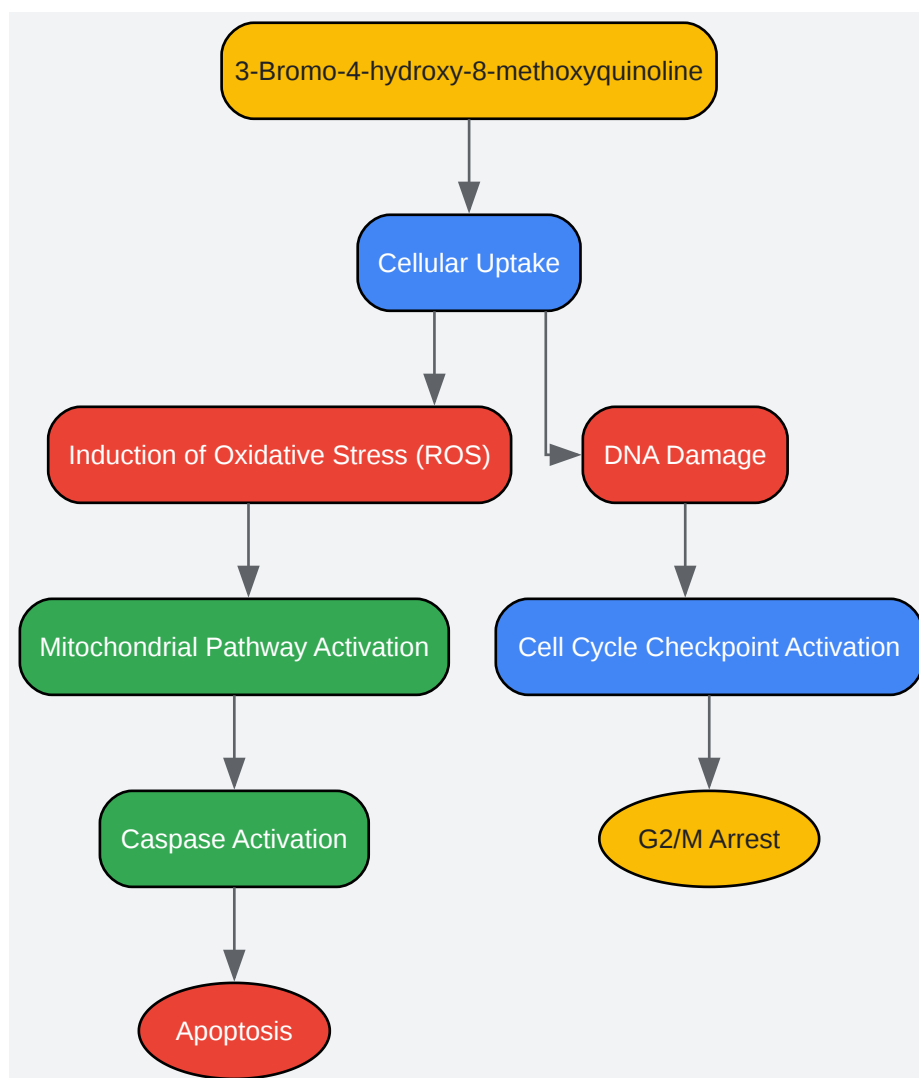 3-Bromo-4-hydroxy-8-methoxyquinoline
Cellular Uptake
Induction of Oxidative Stress (ROS)
DNA Damage
Mitochondrial Pathway Activation
Cell Cycle Checkpoint Activation
Caspase Activation
G2/M Arrest
Apoptosis